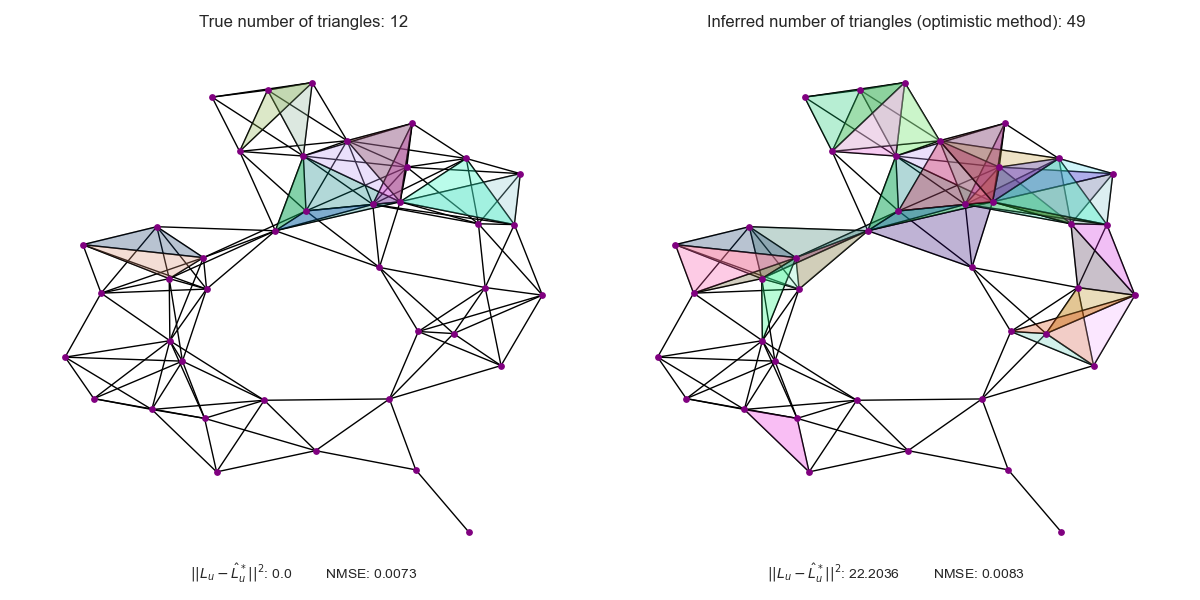 True number of triangles: 12
Inferred number of triangles (optimistic method): 49
$||L_u - \hat{L}_u^*||^2$: 0.0 NMSE: 0.0073
$||L_u - \hat{L}_u^*||^2$: 22.2036 NMSE: 0.0083